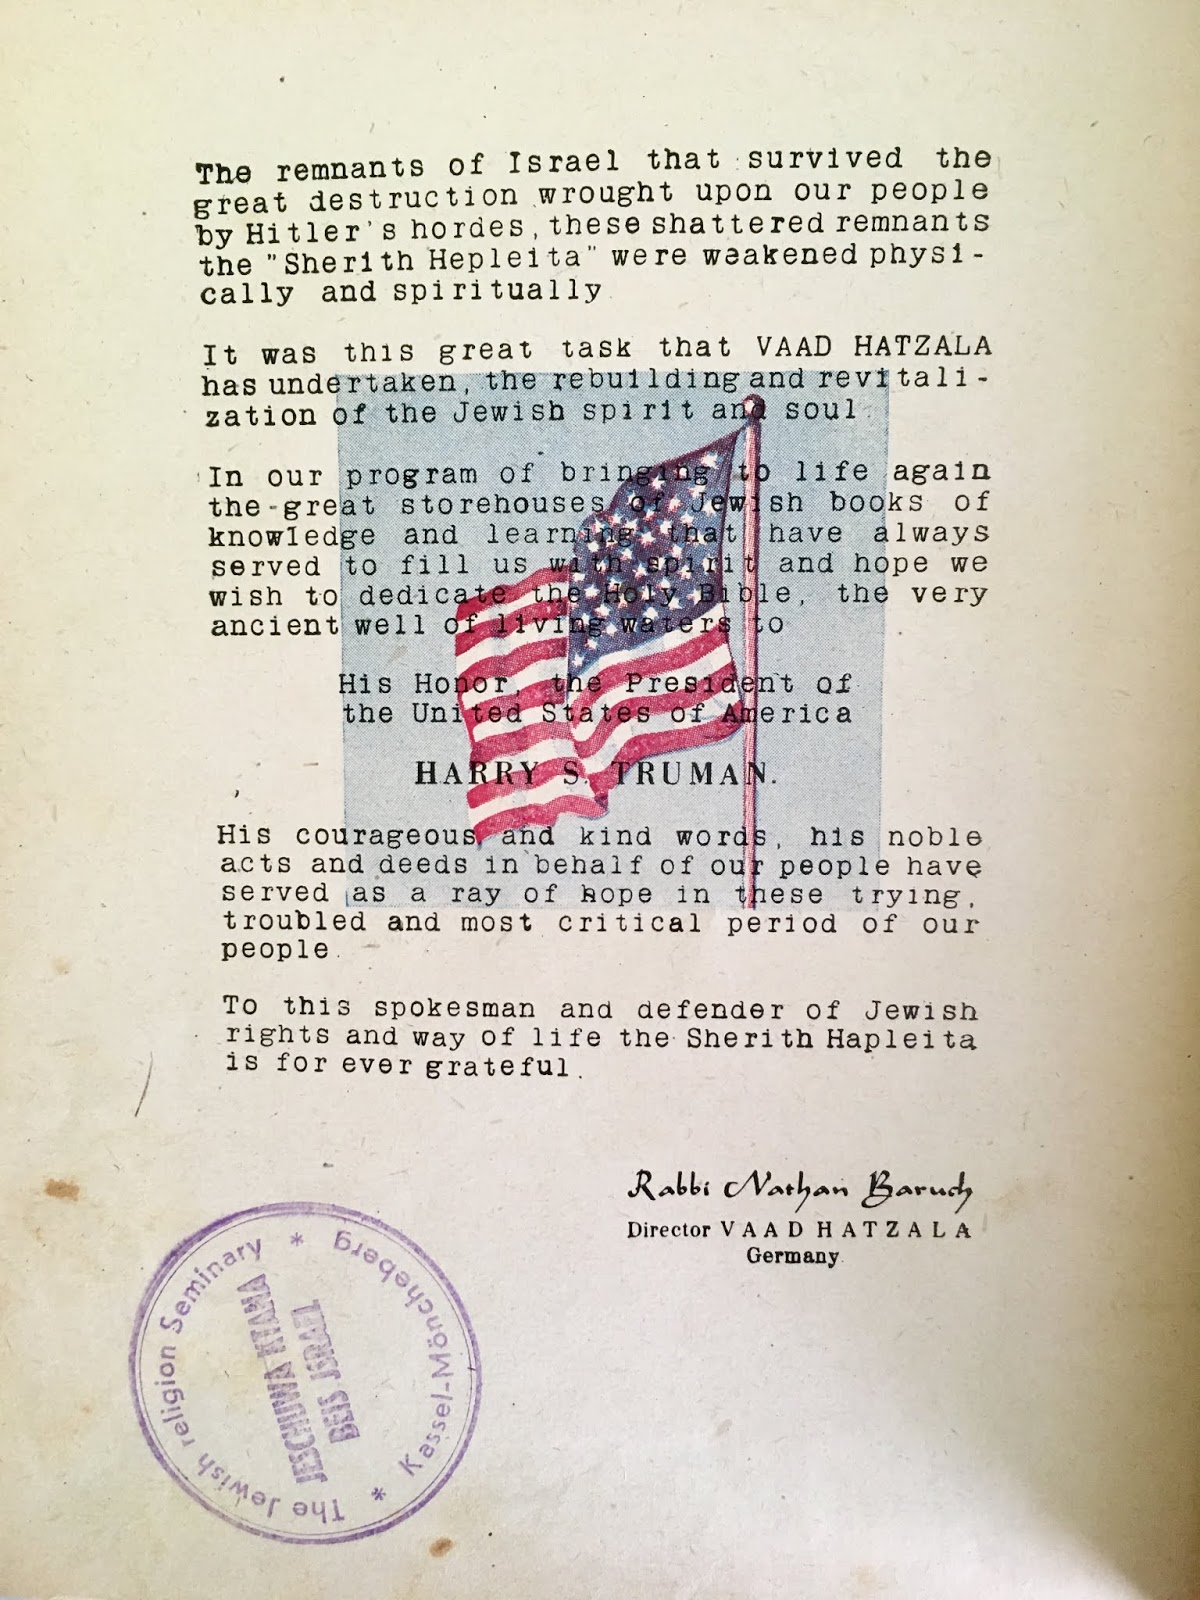 The remnants of Israel that survived the
great destruction wrought upon our people
by Hitler's hordes, these shattered remnants
the "Sherith Hepleita" were weakened physi-
cally and spiritually
It was this great task that VAAD HATZALA
has undertaken, the rebuilding and revitali-
zation of the Jewish spirit and soul
In our program of bringing to life again
the great storehouses of Jewish books of
knowledge and learning that have always
served to fill us with spirit and hope we
wish to dedicate the Holy Bible, the very
ancient well of living waters to
His Honor, the President of
the United States of America
HARRY S. TRUMAN.
His courageous and kind words, his noble
acts and deeds in behalf of our people have
served as a ray of hope in these trying,
troubled and most critical period of our
people.
To this spokesman and defender of Jewish
rights and way of life the Sherith Hapleita
is for ever grateful.
Rabbi Nathan Baruch
Director VAAD HATZALA
Germany.
The Jewish religion Seminary * Kassel-Möncheberg *
JESCHIWA KTANA
BEIS ISRAEL